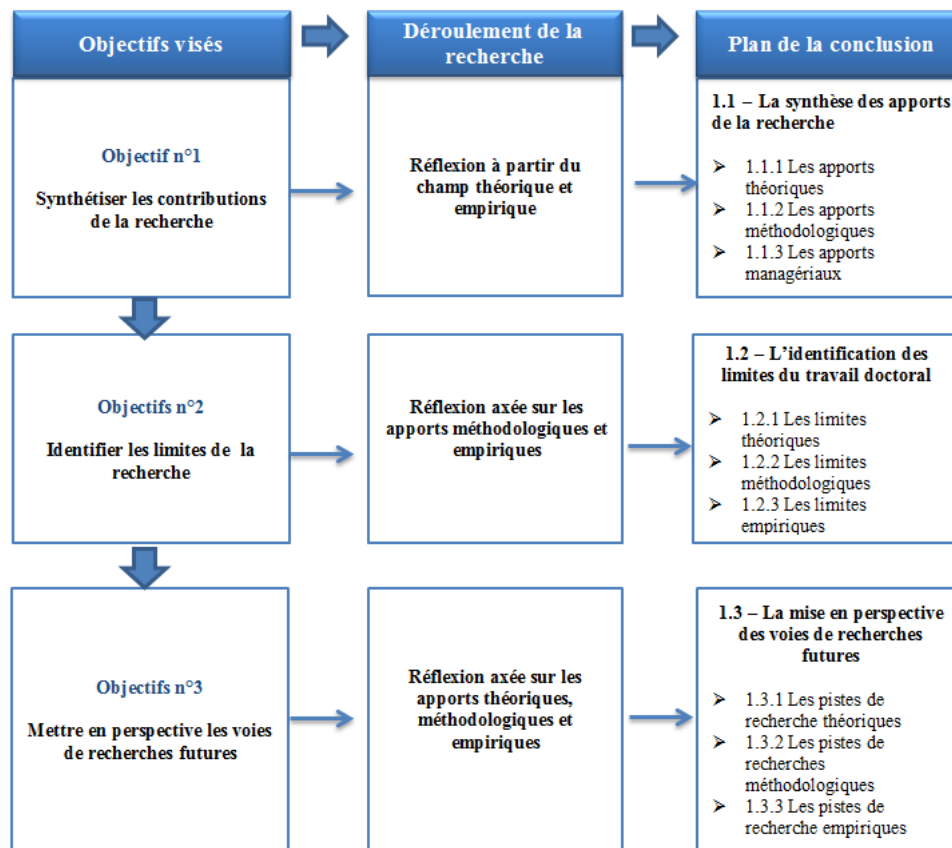 Objectifs visés
Déroulement de la
recherche
Plan de la conclusion
Objectif n°1
Synthétiser les contributions
de la recherche
Réflexion à partir du
champ théorique et
empirique
1.1 – La synthèse des apports
de la recherche
➢ 1.1.1 Les apports
théoriques
➢ 1.1.2 Les apports
méthodologiques
➢ 1.1.3 Les apports
managériaux
Objectifs n°2
Identifier les limites de la
recherche
Réflexion axée sur les
apports méthodologiques et
empiriques
1.2 – L’identification des
limites du travail doctoral
➢ 1.2.1 Les limites
théoriques
➢ 1.2.2 Les limites
méthodologiques
➢ 1.2.3 Les limites
empiriques
Objectifs n°3
Mettre en perspective les voies
de recherches futures
Réflexion axée sur les
apports théoriques,
méthodologiques et
empiriques
1.3 – La mise en perspective
des voies de recherches
futures
➢ 1.3.1 Les pistes de
recherche théoriques
➢ 1.3.2 Les pistes de
recherches
méthodologiques
➢ 1.3.3 Les pistes de
recherche empiriques